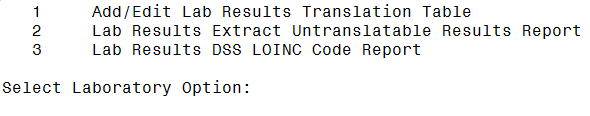 1 Add/Edit Lab Results Translation Table
2 Lab Results Extract Untranslatable Results Report
3 Lab Results DSS LOINC Code Report
Select Laboratory Option: